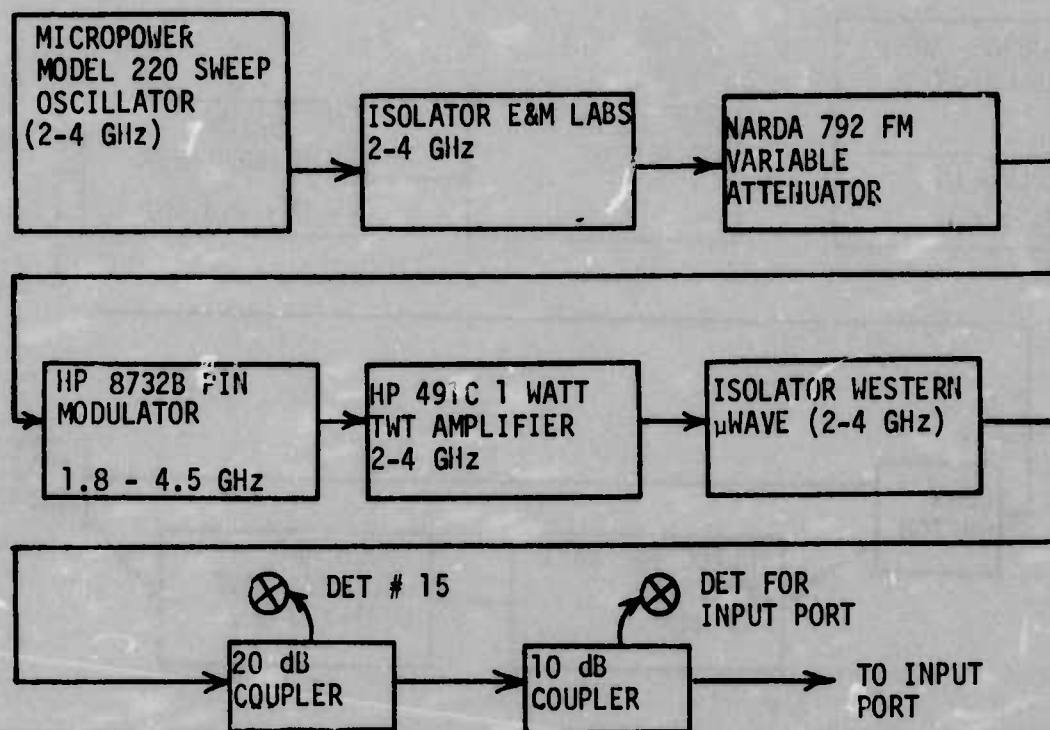 MICROPOWER
MODEL 220 SWEEP
OSCILLATOR
(2-4 GHz)
ISOLATOR E&M LABS
2-4 GHz
NARDA 792 FM
VARIABLE
ATTENUATOR
HP 8732B PIN
MODULATOR
1.8 - 4.5 GHz
HP 491C 1 WATT
TWT AMPLIFIER
2-4 GHz
ISOLATOR WESTERN
μWAVE (2-4 GHz)
DET # 15
DET FOR
INPUT PORT
20 dB
COUPLER
10 dB
COUPLER
TO INPUT
PORT